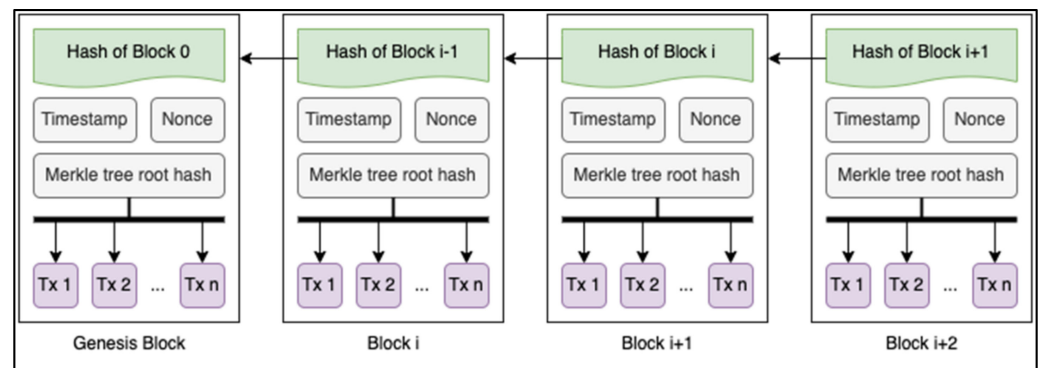 Hash of Block 0
Hash of Block i-1
Hash of Block i
Hash of Block i+1
Timestamp Nonce
Timestamp Nonce
Timestamp Nonce
Timestamp Nonce
Merkle tree root hash
Merkle tree root hash
Merkle tree root hash
Merkle tree root hash
Tx 1 Tx 2 ... Tx n
Tx 1 Tx 2 ... Tx n
Tx 1 Tx 2 ... Tx n
Tx 1 Tx 2 ... Tx n
Genesis Block
Block i
Block i+1
Block i+2